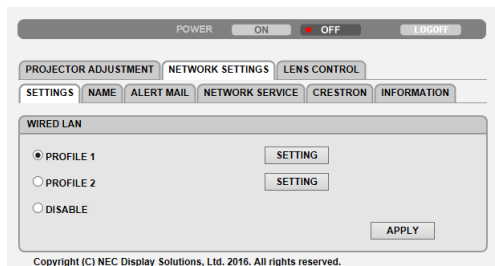 POWER ON OFF LOGOFF
PROJECTOR ADJUSTMENT NETWORK SETTINGS LENS CONTROL
SETTINGS NAME ALERT MAIL NETWORK SERVICE CRESTRON INFORMATION
WIRED LAN
PROFILE 1 SETTING
PROFILE 2 SETTING
DISABLE
APPLY
Copyright (C) NEC Display Solutions, Ltd. 2016. All rights reserved.